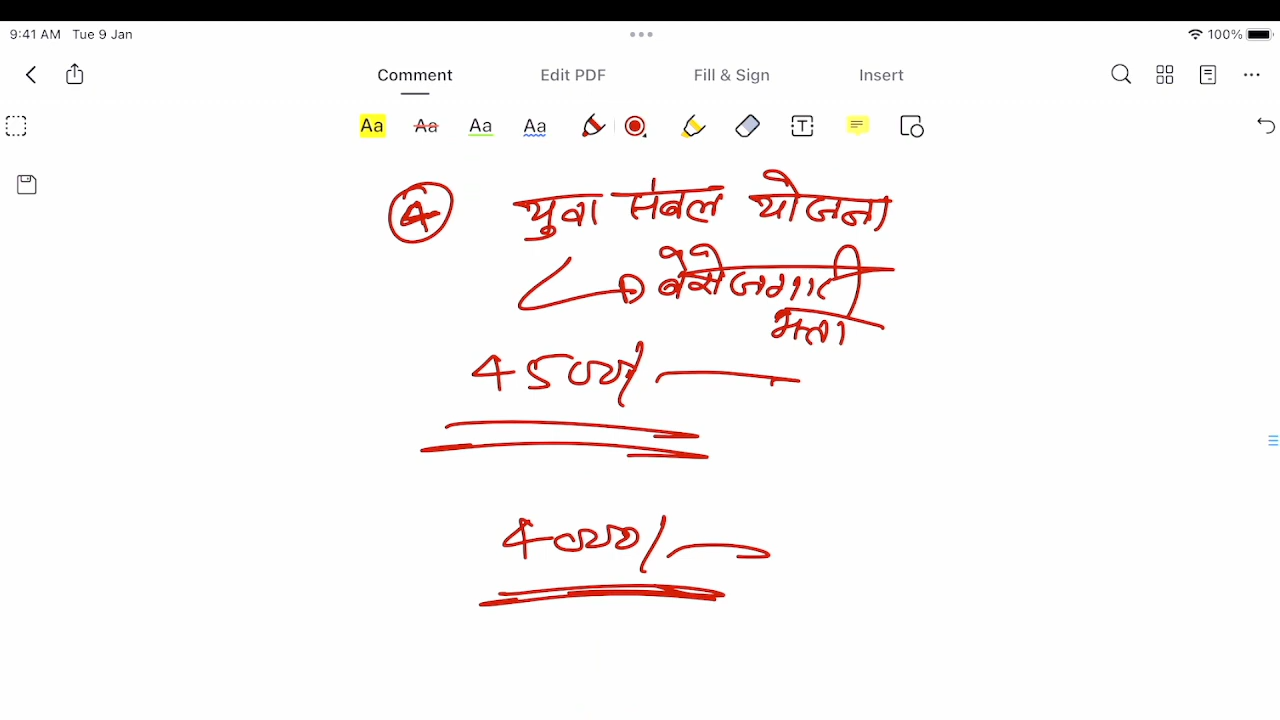 9:41 AM Tue 9 Jan
100%
Comment Edit PDF Fill & Sign Insert
Aa Aa Aa Aa T
4 युवा संबल योजना
बेरोजगारी
भत्ता
4500/
4000/